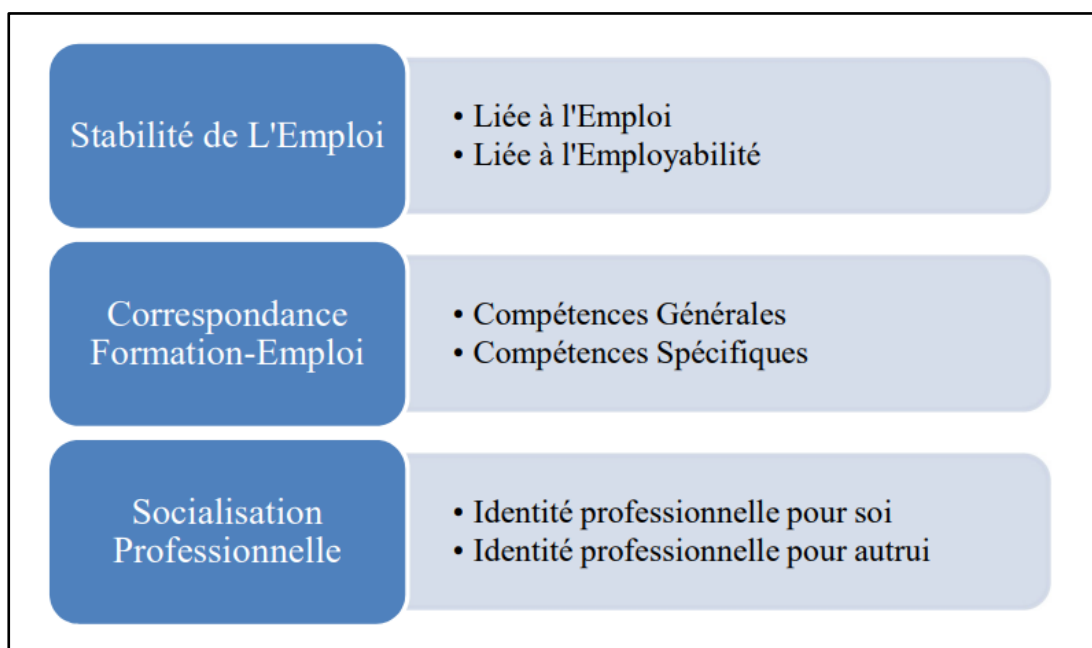 Stabilité de L'Emploi
• Liée à l'Emploi
• Liée à l'Employabilité
Correspondance
Formation-Emploi
• Compétences Générales
• Compétences Spécifiques
Socialisation
Professionnelle
• Identité professionnelle pour soi
• Identité professionnelle pour autrui